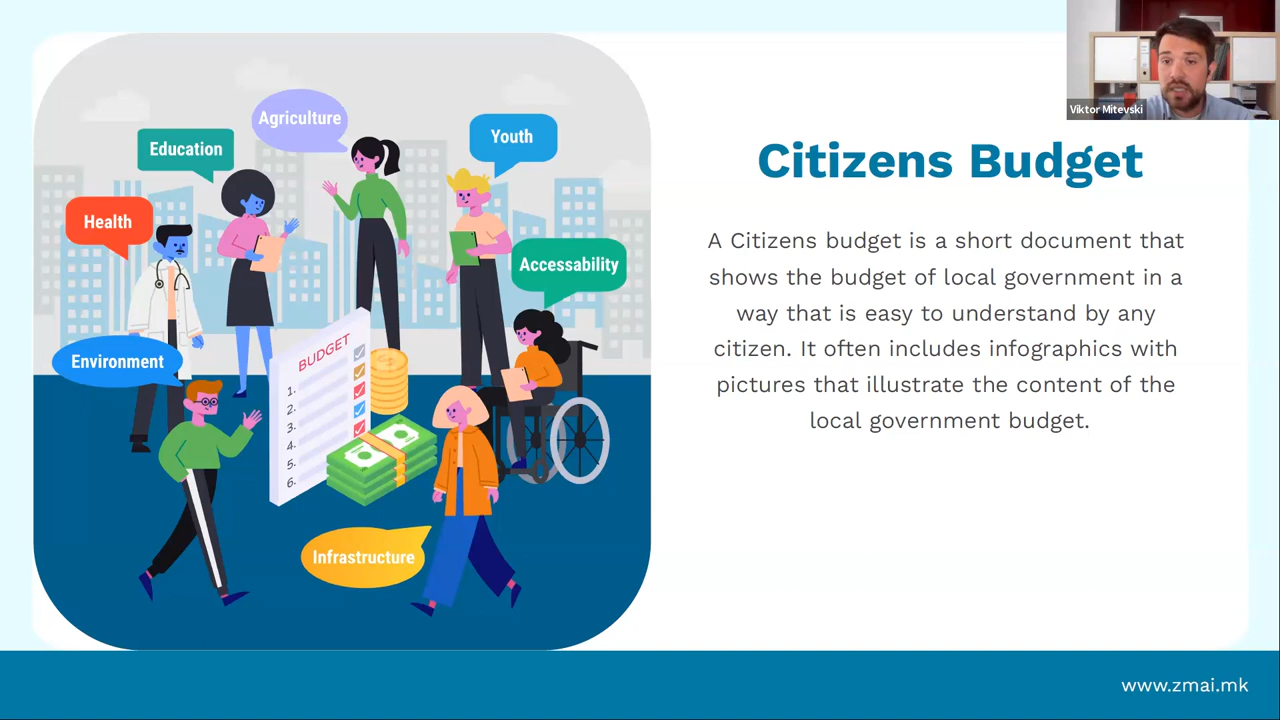 Viktor Mitevski
Agriculture
Education
Youth
Health
Accessability
Environment
BUDGET
1.
2.
3.
4.
5.
6.
Infrastructure
Citizens Budget
A Citizens budget is a short document that
shows the budget of local government in a
way that is easy to understand by any
citizen. It often includes infographics with
pictures that illustrate the content of the
local government budget.
www.zmai.mk